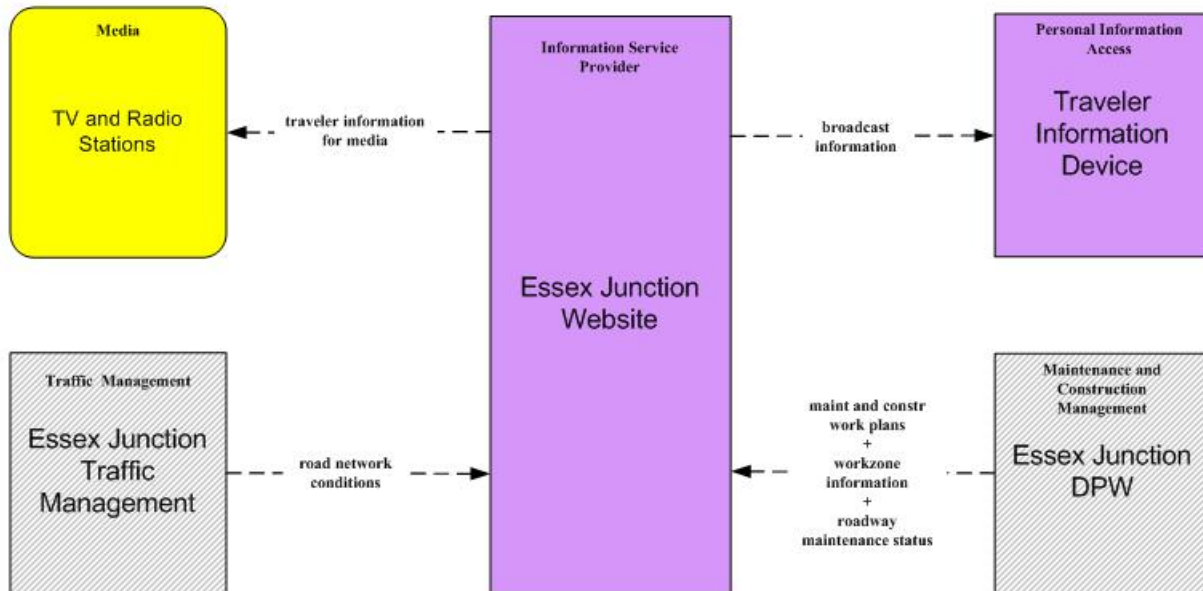 Media
TV and Radio
Stations
traveler information
for media
Information Service
Provider
Essex Junction
Website
broadcast
information
Personal Information
Access
Traveler
Information
Device
Traffic Management
Essex Junction
Traffic
Management
road network
conditions
maint and constr
work plans
+
workzone
information
+
roadway
maintenance status
Maintenance and
Construction
Management
Essex Junction
DPW